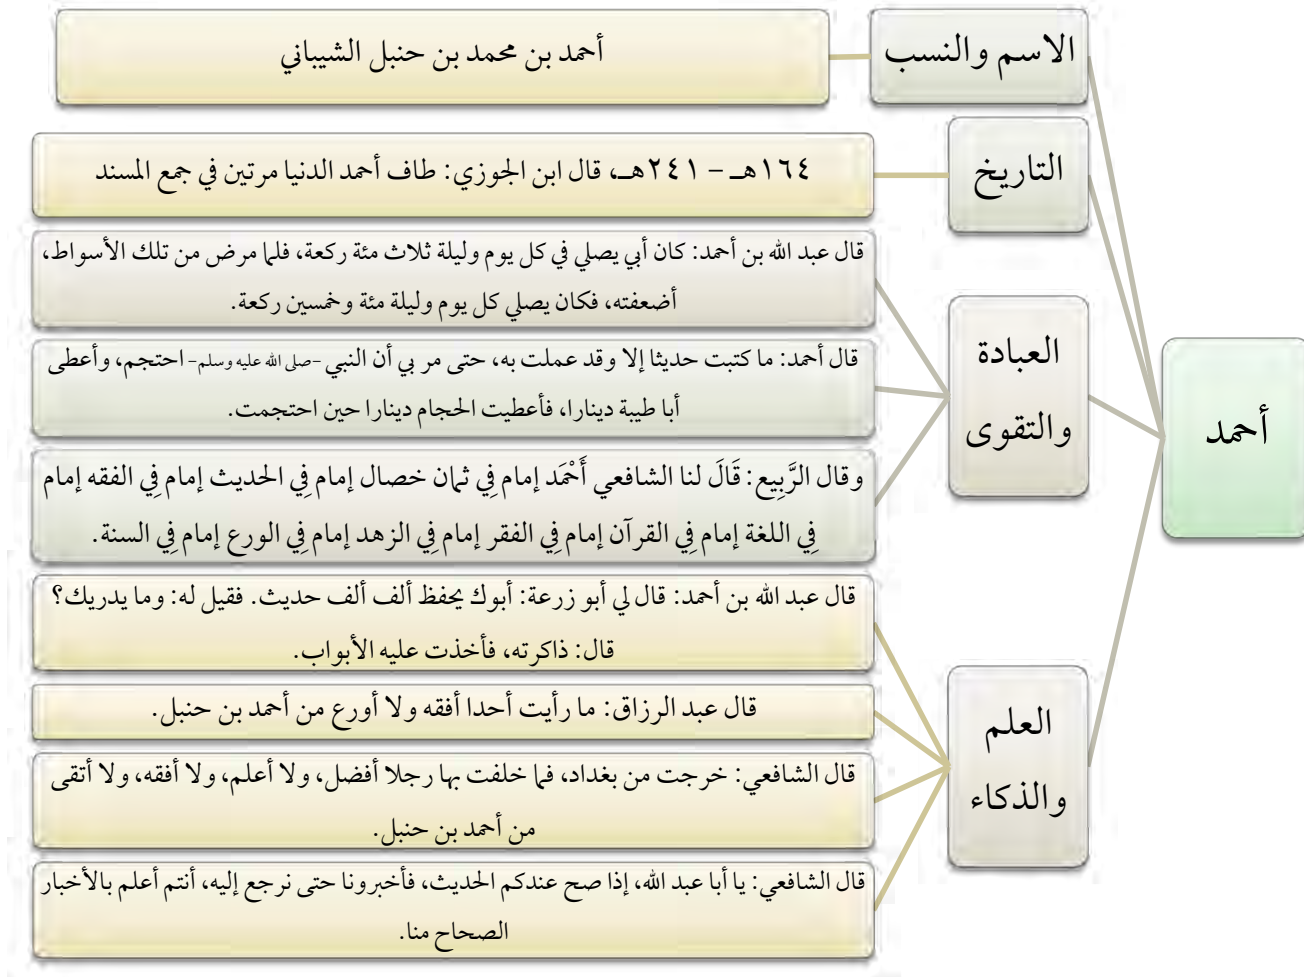 أحمد
الاسم والنسب
أحمد بن محمد بن حنبل الشيباني
التاريخ
١٦٤هـ – ٢٤١هـ، قال ابن الجوزي: طاف أحمد الدنيا مرتين في جمع المسند
العبادة
والتقوى
قال عبد الله بن أحمد: كان أبي يصلي في كل يوم وليلة ثلاث مئة ركعة، فلما مرض من تلك الأسواط،
أضعفته، فكان يصلي كل يوم وليلة مئة وخمسين ركعة.
قال أحمد: ما كتبت حديثا إلا وقد عملت به، حتى مر بي أن النبي -صلى الله عليه وسلم- احتجم، وأعطى
أبا طيبة دينارا، فأعطيت الحجام دينارا حين احتجمت.
وقال الرَّبِيع: قَالَ لنا الشافعي أَحْمَد إمام فِي ثمان خصال إمام فِي الحديث إمام فِي الفقه إمام
فِي اللغة إمام فِي القرآن إمام فِي الفقر إمام فِي الزهد إمام فِي الورع إمام فِي السنة.
العلم
والذكاء
قال عبد الله بن أحمد: قال لي أبو زرعة: أبوك يحفظ ألف ألف حديث. فقيل له: وما يدريك؟
قال: ذاكرته، فأخذت عليه الأبواب.
قال عبد الرزاق: ما رأيت أحدا أفقه ولا أورع من أحمد بن حنبل.
قال الشافعي: خرجت من بغداد، فما خلفت بها رجلا أفضل، ولا أعلم، ولا أفقه، ولا أتقى
من أحمد بن حنبل.
قال الشافعي: يا أبا عبد الله، إذا صح عندكم الحديث، فأخبرونا حتى نرجع إليه، أنتم أعلم بالأخبار
الصحاح منا.